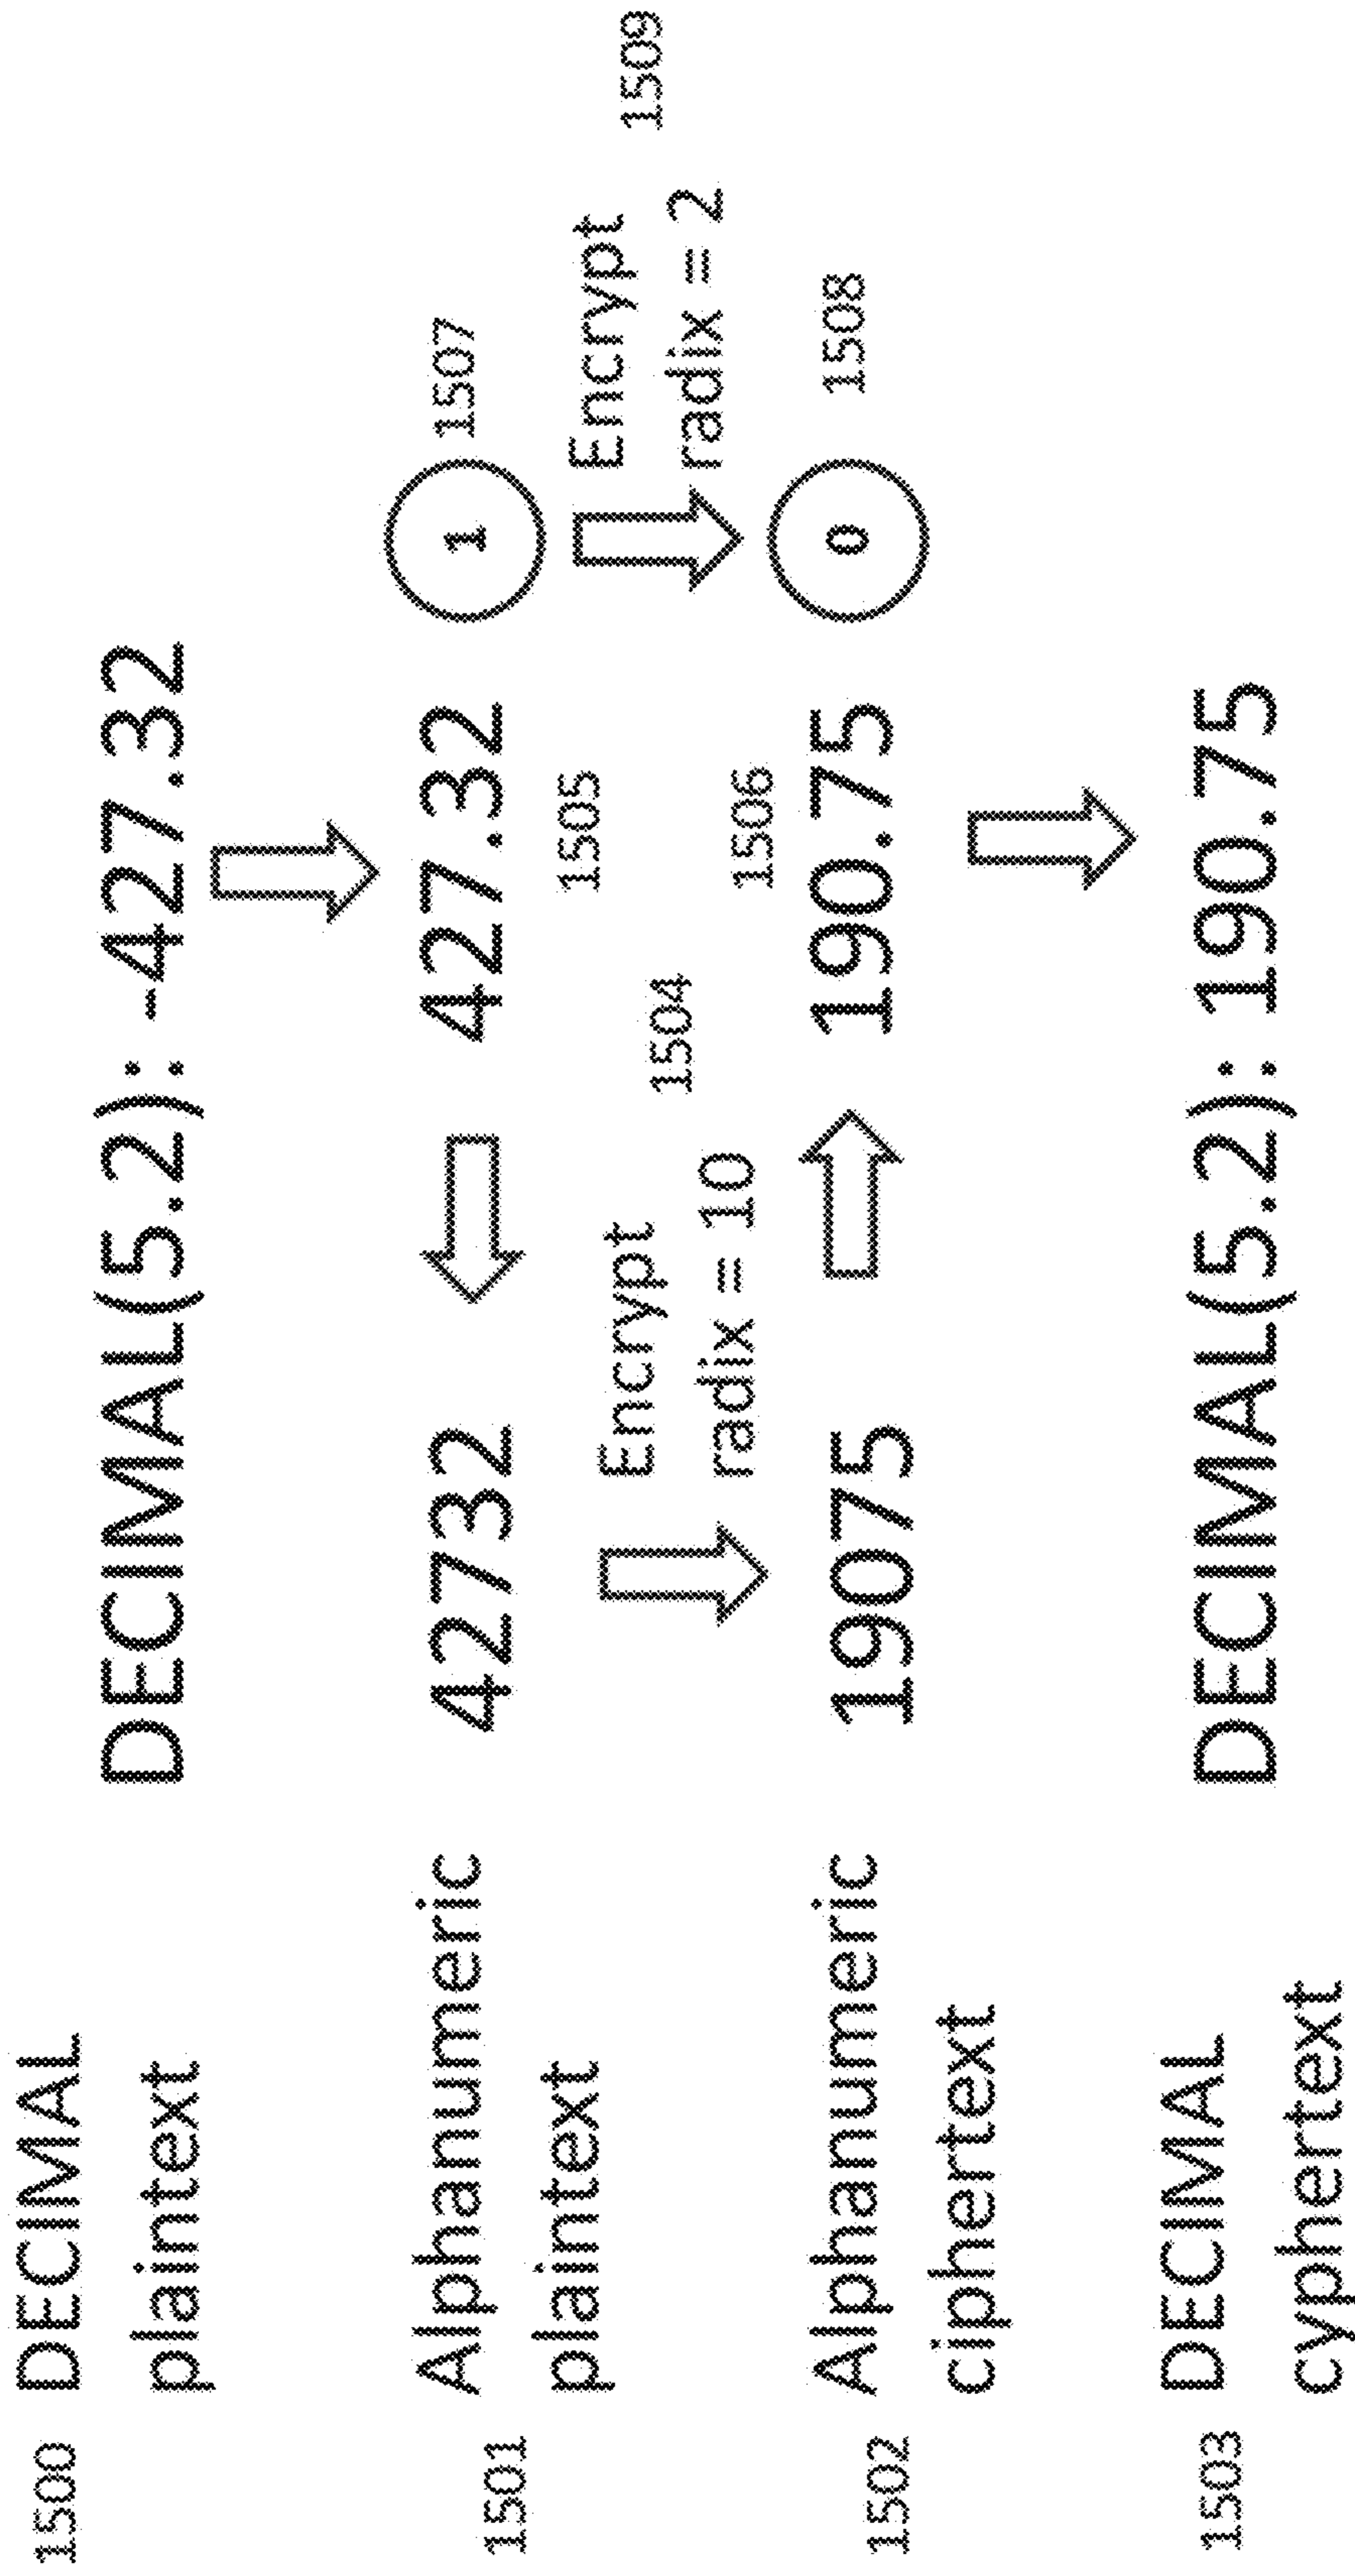 1500
DECIMAL
plaintext
DECIMAL(5.2): -427.32
1501
Alphanumeric
plaintext
42732
427.32
1
1507
1505
Encrypt
radix = 10
1504
Encrypt
radix = 2
1509
1506
1502
Alphanumeric
ciphertext
19075
190.75
0
1508
1503
DECIMAL
cyphertext
DECIMAL(5.2): 190.75